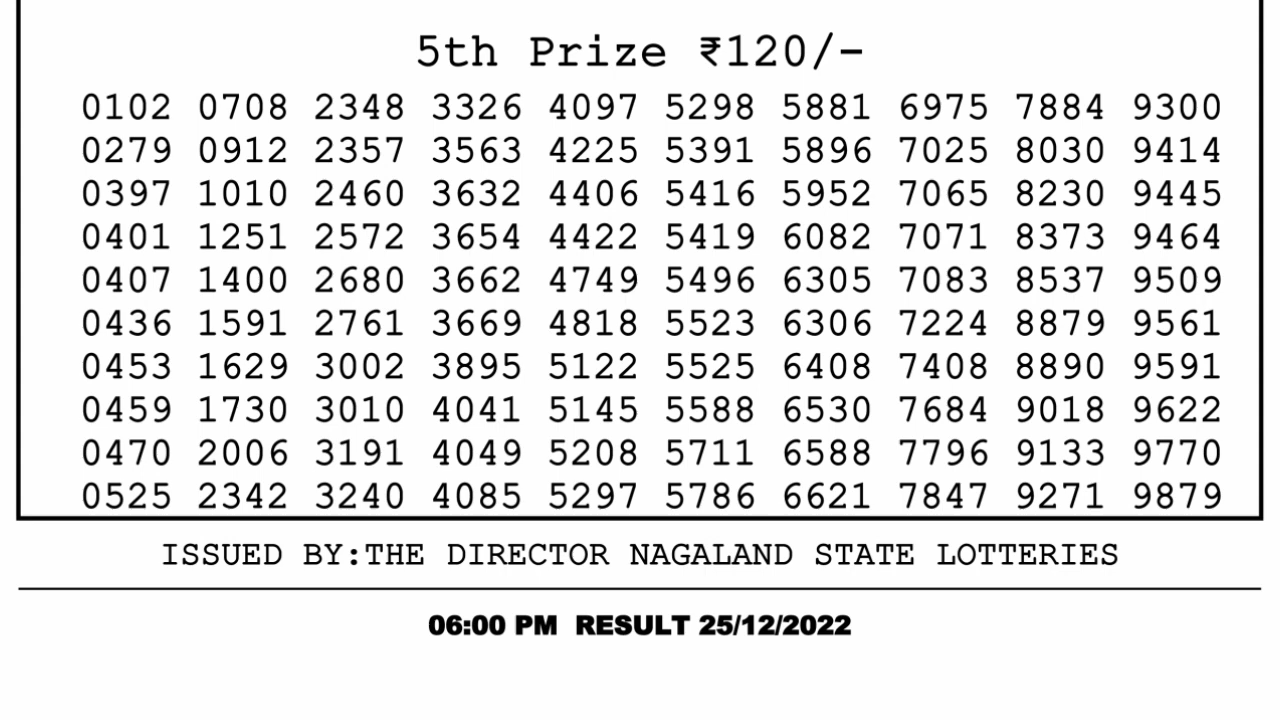 5th Prize ₹120/-
0102 0708 2348 3326 4097 5298 5881 6975 7884 9300
0279 0912 2357 3563 4225 5391 5896 7025 8030 9414
0397 1010 2460 3632 4406 5416 5952 7065 8230 9445
0401 1251 2572 3654 4422 5419 6082 7071 8373 9464
0407 1400 2680 3662 4749 5496 6305 7083 8537 9509
0436 1591 2761 3669 4818 5523 6306 7224 8879 9561
0453 1629 3002 3895 5122 5525 6408 7408 8890 9591
0459 1730 3010 4041 5145 5588 6530 7684 9018 9622
0470 2006 3191 4049 5208 5711 6588 7796 9133 9770
0525 2342 3240 4085 5297 5786 6621 7847 9271 9879
ISSUED BY:THE DIRECTOR NAGALAND STATE LOTTERIES
06:00 PM RESULT 25/12/2022